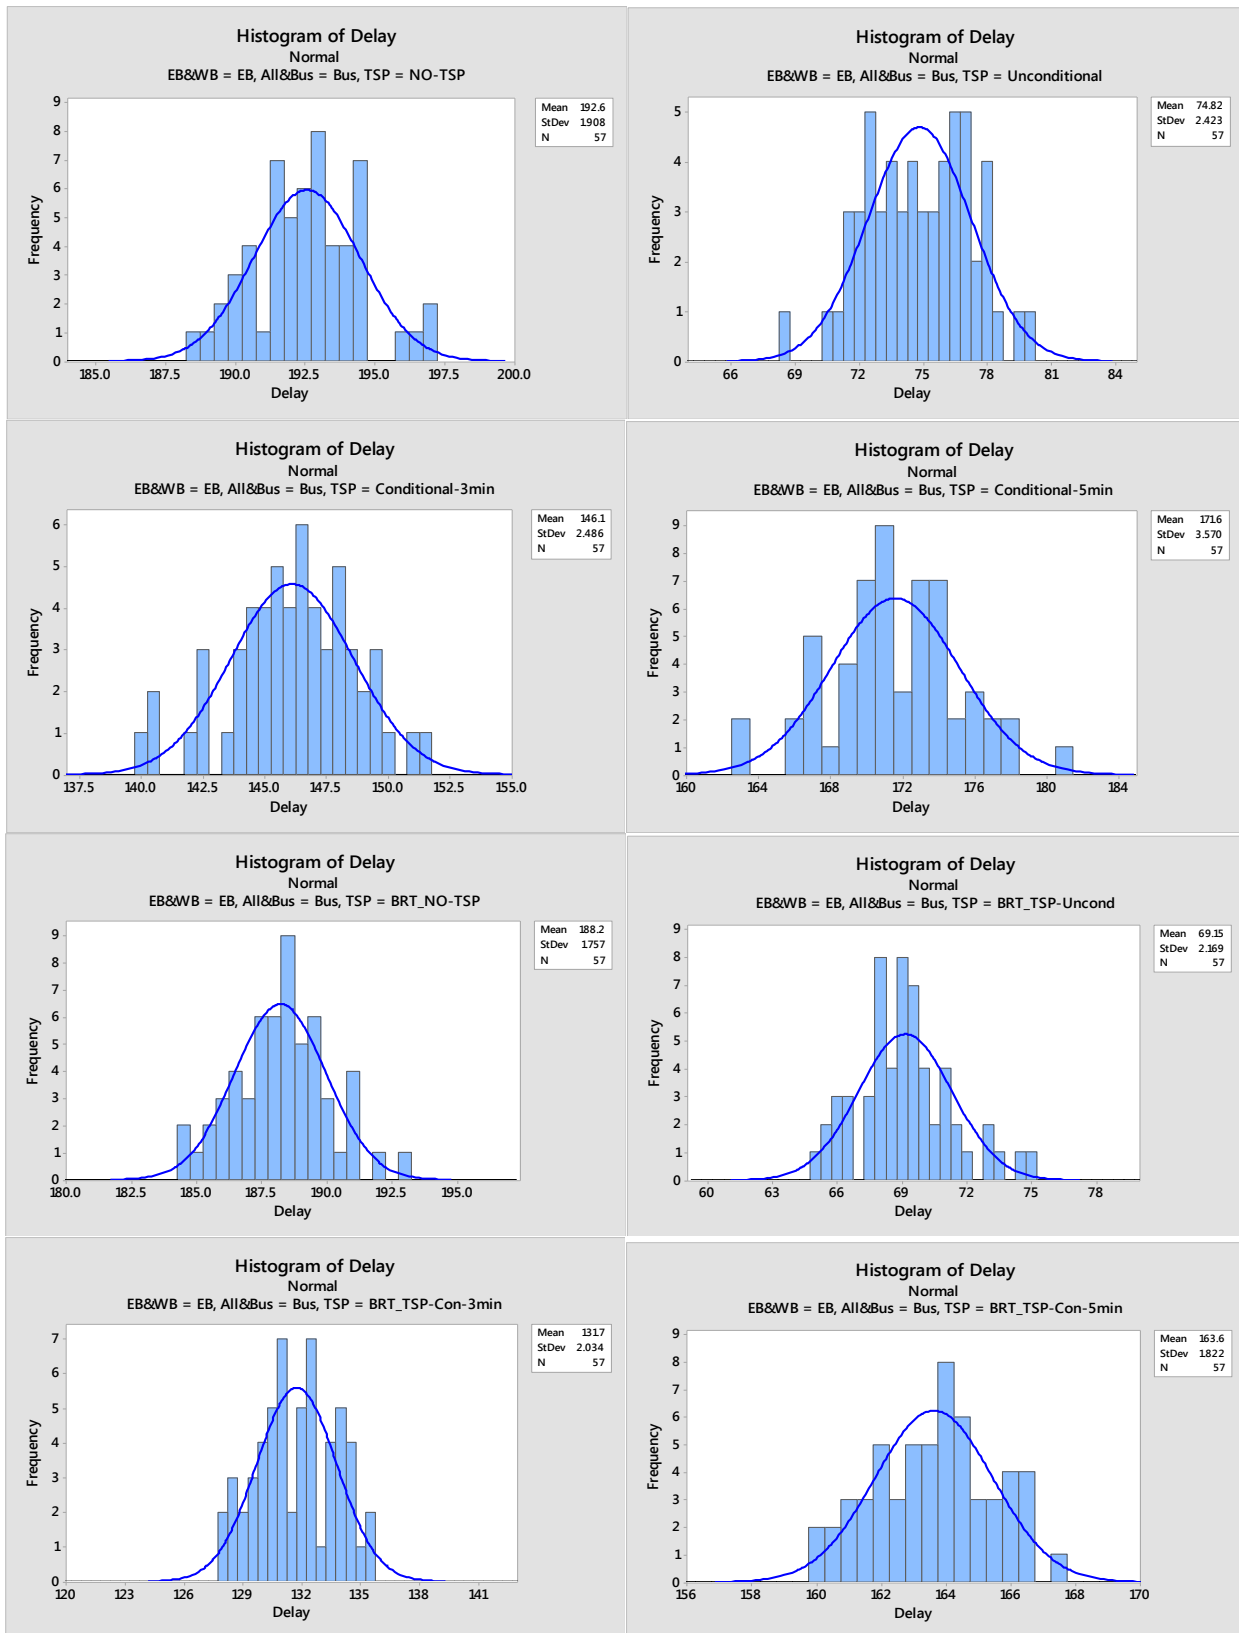 Histogram of Delay
Normal
EB&WB = EB, All&Bus = Bus, TSP = NO-TSP
Mean 192.6
StDev 1.908
N 57
9
8
7
6
5
4
3
2
1
0
Frequency
185.0 187.5 190.0 192.5 195.0 197.5 200.0
Delay
Histogram of Delay
Normal
EB&WB = EB, All&Bus = Bus, TSP = Unconditional
Mean 74.82
StDev 2.423
N 57
5
4
3
2
1
0
Frequency
66 69 72 75 78 81 84
Delay
Histogram of Delay
Normal
EB&WB = EB, All&Bus = Bus, TSP = Conditional-3min
Mean 146.1
StDev 2.486
N 57
6
5
4
3
2
1
0
Frequency
137.5 140.0 142.5 145.0 147.5 150.0 152.5 155.0
Delay
Histogram of Delay
Normal
EB&WB = EB, All&Bus = Bus, TSP = Conditional-5min
Mean 171.6
StDev 3.570
N 57
9
8
7
6
5
4
3
2
1
0
Frequency
160 164 168 172 176 180 184
Delay
Histogram of Delay
Normal
EB&WB = EB, All&Bus = Bus, TSP = BRT_NO-TSP
Mean 188.2
StDev 1.757
N 57
9
8
7
6
5
4
3
2
1
0
Frequency
180.0 182.5 185.0 187.5 190.0 192.5 195.0
Delay
Histogram of Delay
Normal
EB&WB = EB, All&Bus = Bus, TSP = BRT_TSP-Uncond
Mean 69.15
StDev 2.169
N 57
9
8
7
6
5
4
3
2
1
0
Frequency
60 63 66 69 72 75 78
Delay
Histogram of Delay
Normal
EB&WB = EB, All&Bus = Bus, TSP = BRT_TSP-Con-3min
Mean 131.7
StDev 2.034
N 57
7
6
5
4
3
2
1
0
Frequency
120 123 126 129 132 135 138 141
Delay
Histogram of Delay
Normal
EB&WB = EB, All&Bus = Bus, TSP = BRT_TSP-Con-5min
Mean 163.6
StDev 1.822
N 57
9
8
7
6
5
4
3
2
1
0
Frequency
156 158 160 162 164 166 168 170
Delay